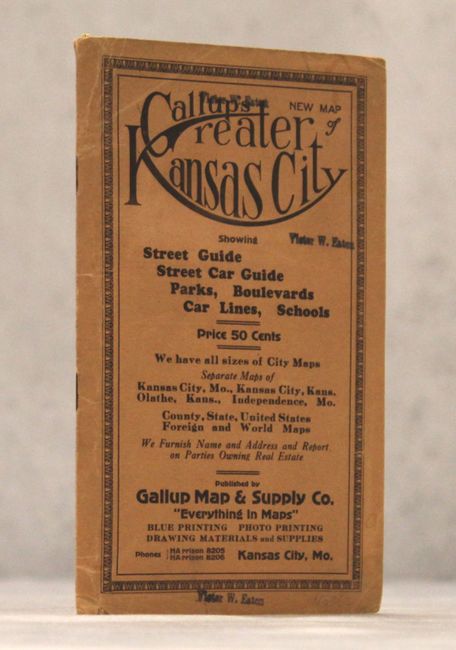 Gallup's
Victor W. Eaton
NEW MAP
of
Greater
Kansas City
Showing
Victor W. Eaton
Street Guide
Street Car Guide
Parks, Boulevards
Car Lines, Schools
Price 50 Cents
We have all sizes of City Maps
Separate Maps of
Kansas City, Mo., Kansas City, Kans.
Olathe, Kans., Independence, Mo.
County, State, United States
Foreign and World Maps
We Furnish Name and Address and Report
on Parties Owning Real Estate
Published by
Gallup Map & Supply Co.
"Everything in Maps"
BLUE PRINTING PHOTO PRINTING
DRAWING MATERIALS and SUPPLIES
Phones HArrison 8205
HArrison 8206
Kansas City, Mo.
Victor W. Eaton